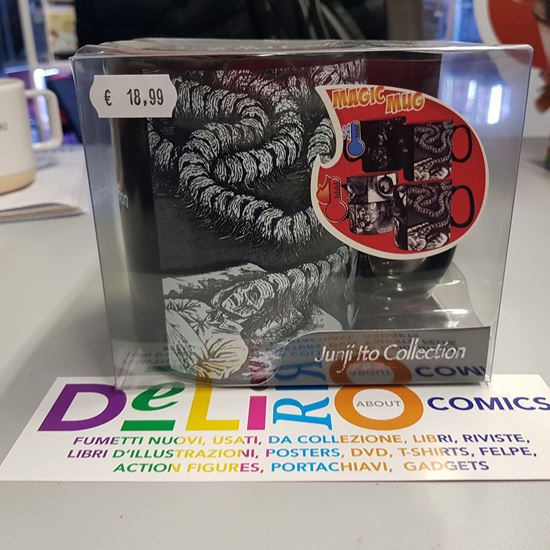 € 18,99
MAGIC MUG
Junji Ito Collection
DeLiRiO
ABOUT
COMICS
FUMETTI NUOVI, USATI, DA COLLEZIONE, LIBRI, RIVISTE,
LIBRI D'ILLUSTRAZIONI, POSTERS, DVD, T-SHIRTS, FELPE,
ACTION FIGURES, PORTACHIAVI, GADGETS